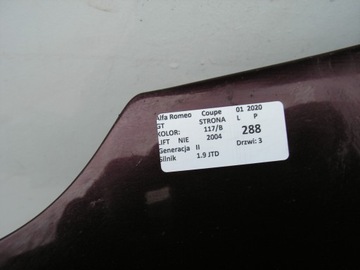 Alfa Romeo Coupe 01 2020
GT STRONA L P
KOLOR: 117/B 288
LIFT NIE 2004
Generacja II Drzwi: 3
Silnik 1.9 JTD